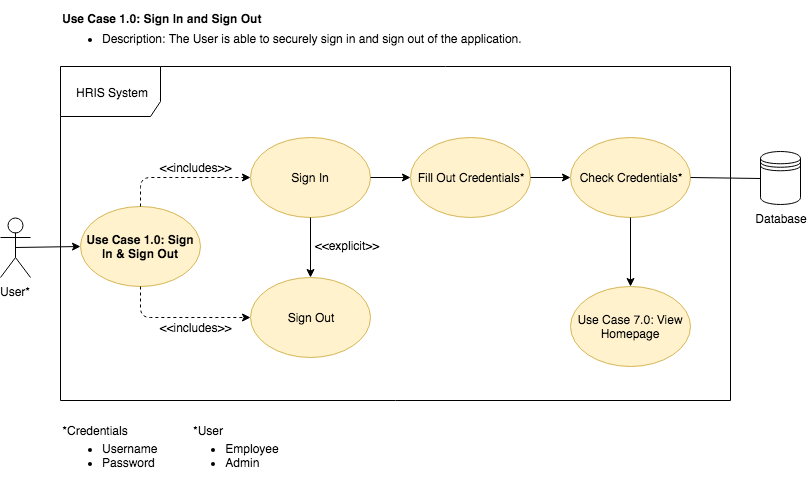 Use Case 1.0: Sign In and Sign Out
• Description: The User is able to securely sign in and sign out of the application.
HRIS System
<<includes>>
Sign In
Fill Out Credentials*
Check Credentials*
Database
Use Case 1.0: Sign
In & Sign Out
<<explicit>>
User*
<<includes>>
Sign Out
Use Case 7.0: View
Homepage
*Credentials
• Username
• Password
*User
• Employee
• Admin